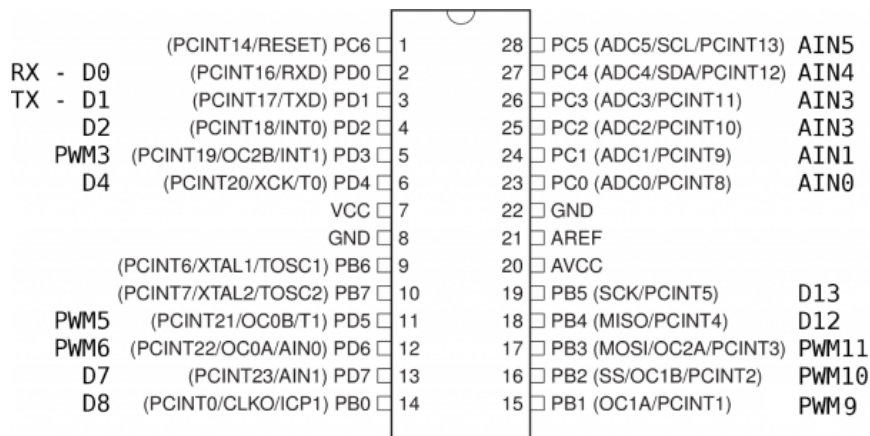 (PCINT14/RESET) PC6 1 28 PC5 (ADC5/SCL/PCINT13) AIN5
RX - D0 (PCINT16/RXD) PD0 2 27 PC4 (ADC4/SDA/PCINT12) AIN4
TX - D1 (PCINT17/TXD) PD1 3 26 PC3 (ADC3/PCINT11) AIN3
D2 (PCINT18/INT0) PD2 4 25 PC2 (ADC2/PCINT10) AIN3
PWM3 (PCINT19/OC2B/INT1) PD3 5 24 PC1 (ADC1/PCINT9) AIN1
D4 (PCINT20/XCK/T0) PD4 6 23 PC0 (ADC0/PCINT8) AIN0
VCC 7 22 GND
GND 8 21 AREF
(PCINT6/XTAL1/TOSC1) PB6 9 20 AVCC
(PCINT7/XTAL2/TOSC2) PB7 10 19 PB5 (SCK/PCINT5) D13
PWM5 (PCINT21/OC0B/T1) PD5 11 18 PB4 (MISO/PCINT4) D12
PWM6 (PCINT22/OC0A/AIN0) PD6 12 17 PB3 (MOSI/OC2A/PCINT3) PWM11
D7 (PCINT23/AIN1) PD7 13 16 PB2 (SS/OC1B/PCINT2) PWM10
D8 (PCINT0/CLKO/ICP1) PB0 14 15 PB1 (OC1A/PCINT1) PWM9